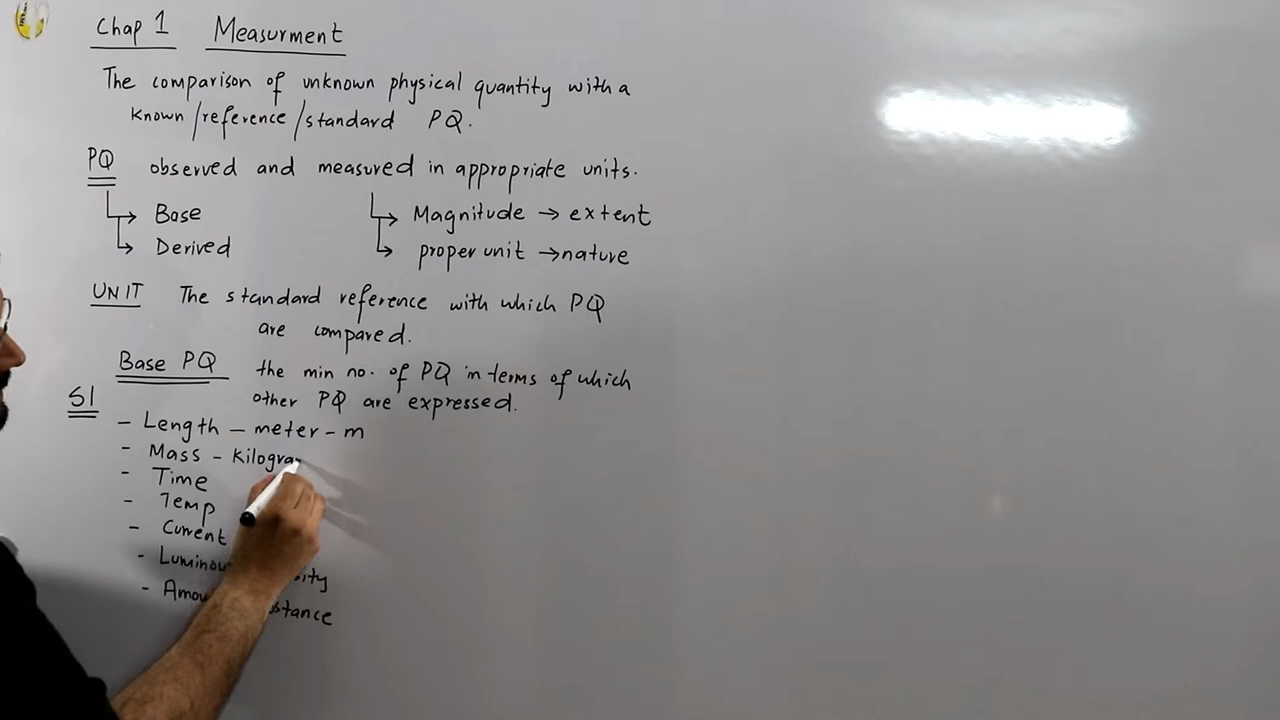 Chap 1 Measurment
The comparison of unknown physical quantity with a
known/reference/standard PQ.
PQ observed and measured in appropriate units.
Base Magnitude → extent
Derived proper unit → nature
UNIT The standard reference with which PQ
are compared.
Base PQ the min no. of PQ in terms of which
other PQ are expressed.
SI
- Length - meter - m
- Mass - Kilogra
- Time
- Temp
- Current
- Luminou sity
- Amou stance